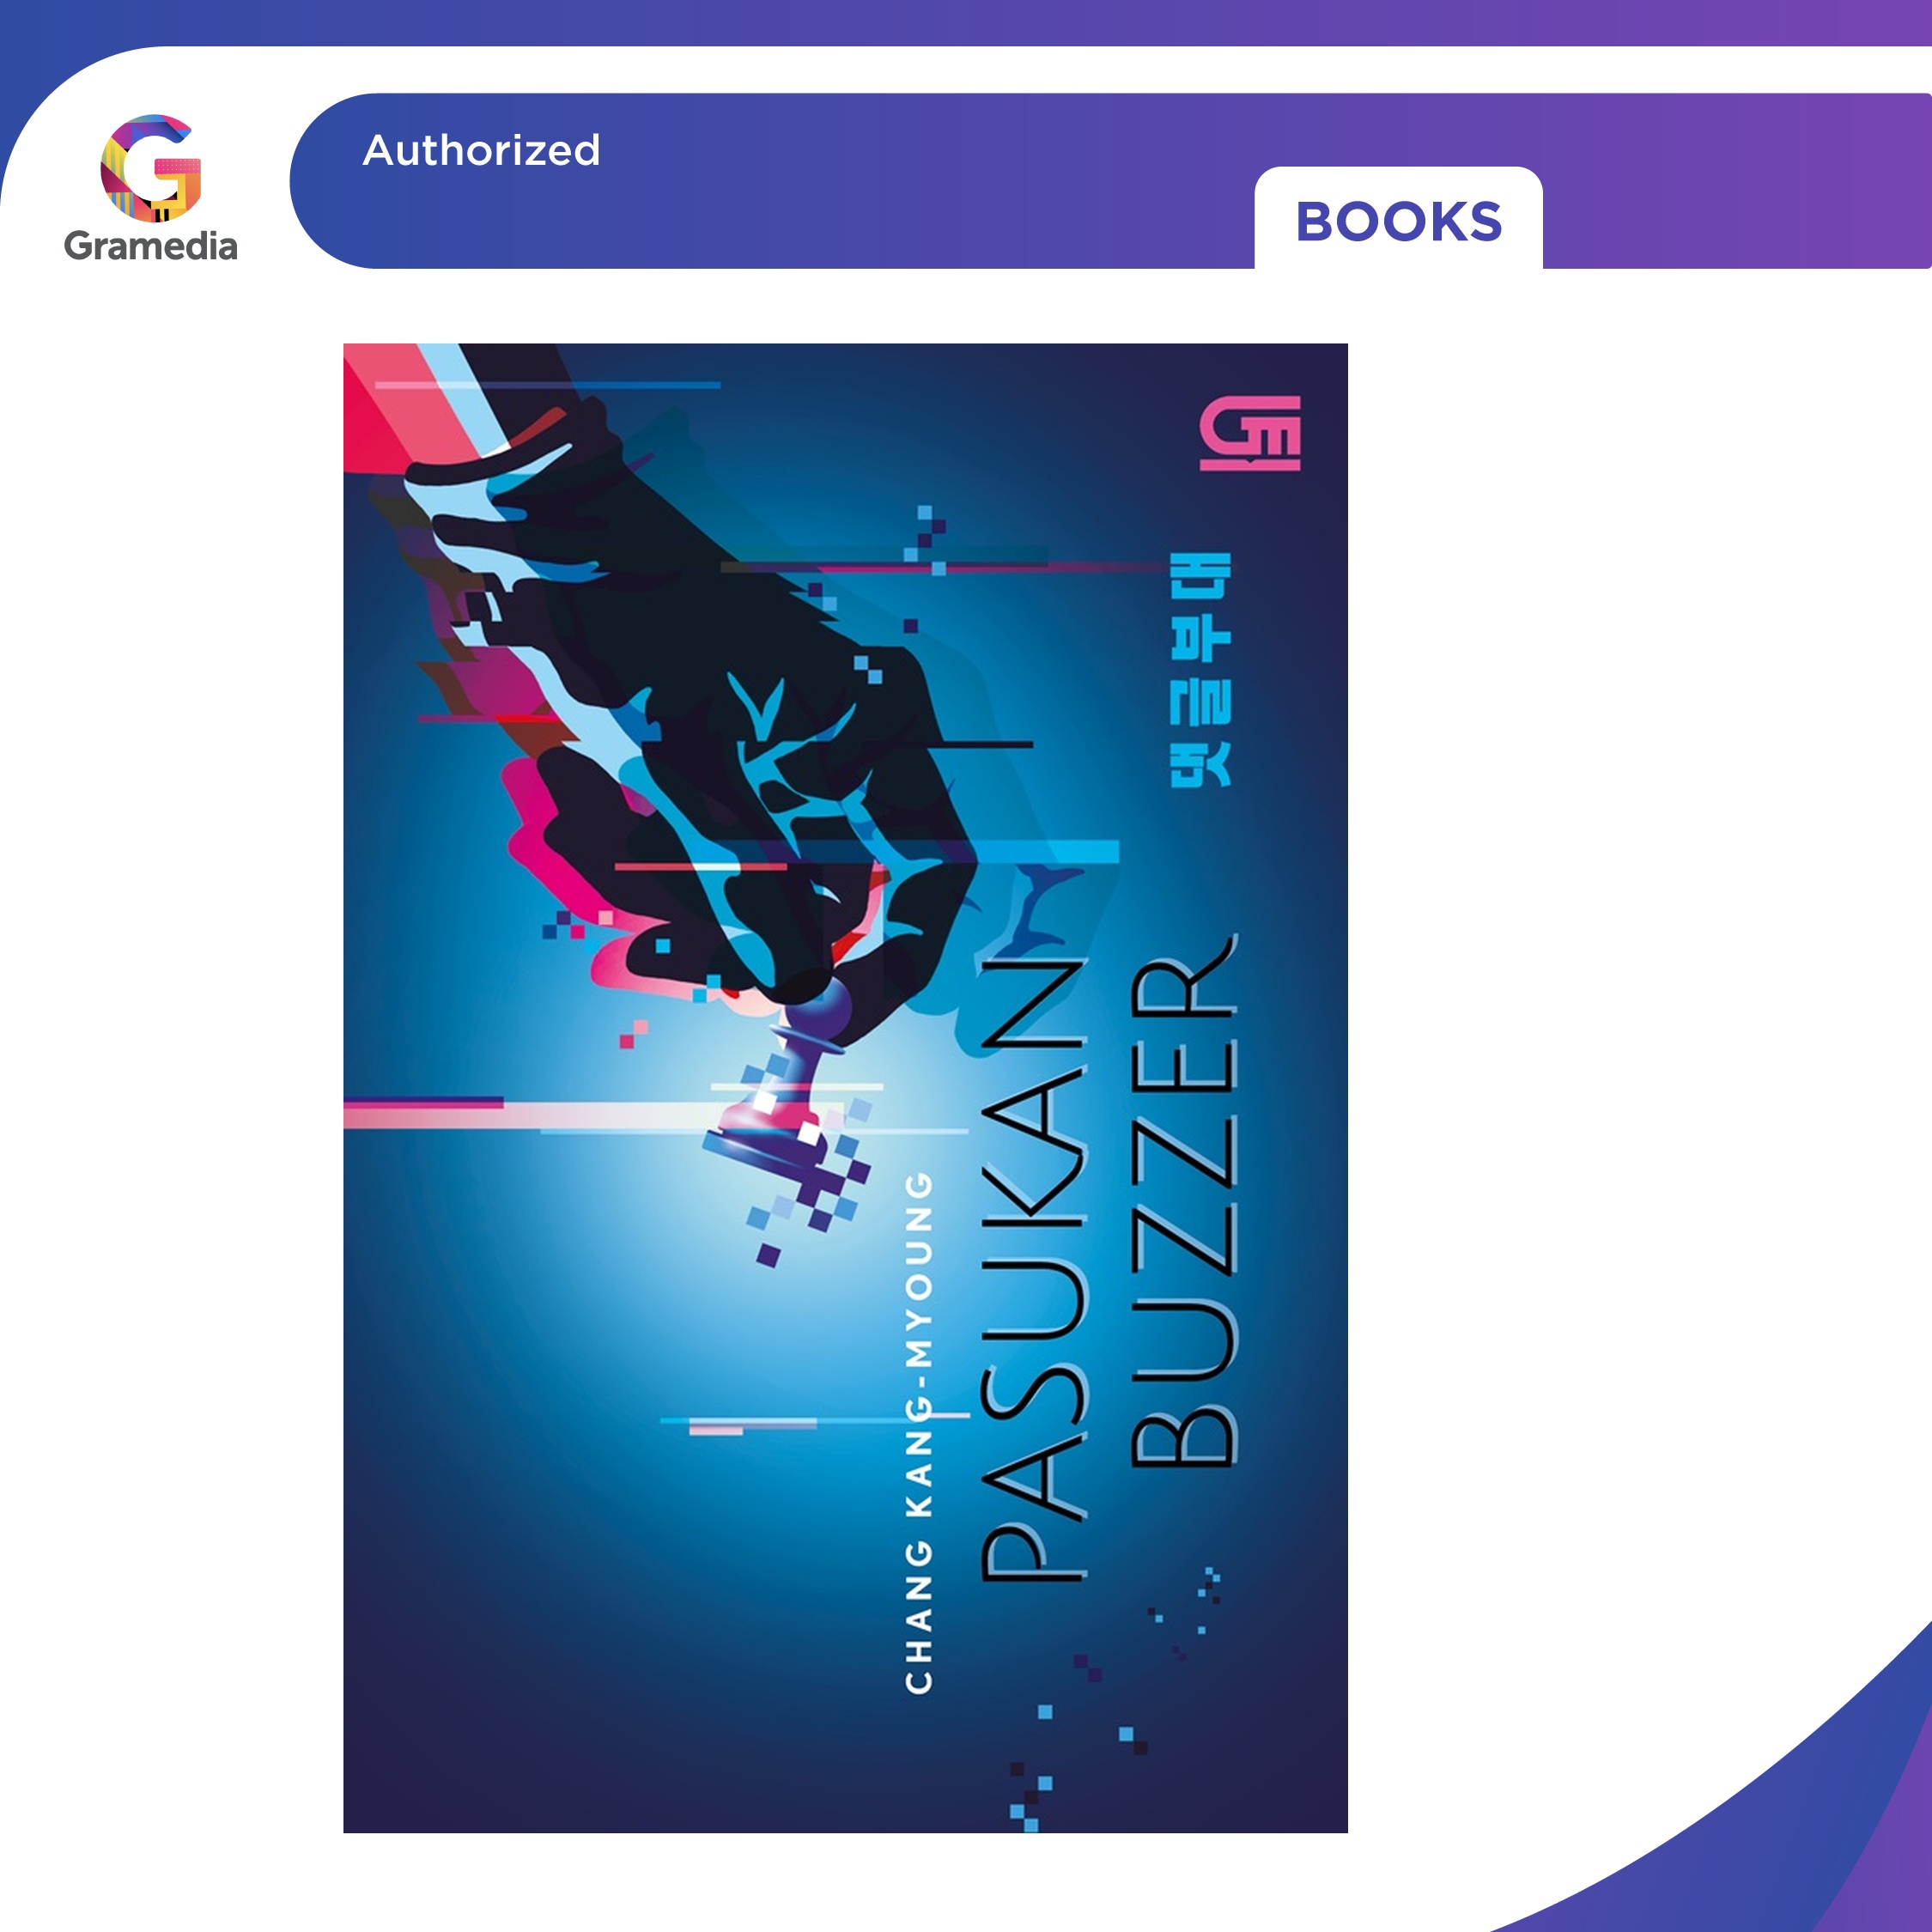 Gramedia
Authorized
BOOKS
댓글부대
CHANG KANG-MYOUNG
PASUKAN
BUZZER